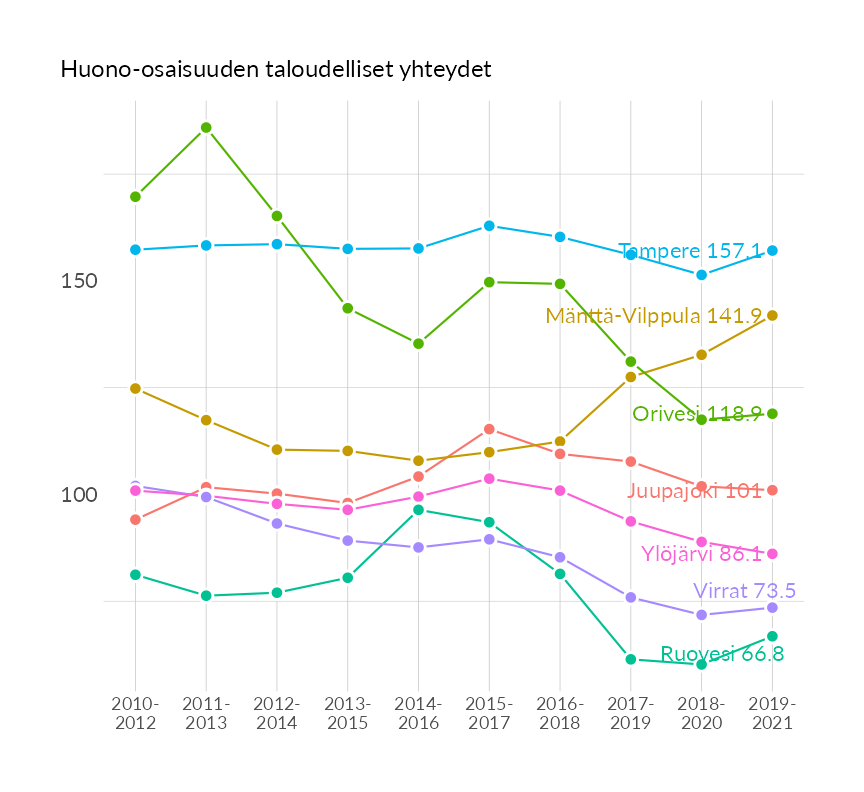 Huono-osaisuuden taloudelliset yhteydet
Tampere 157.1
150
Mänttä-Vilppula 141.9
Orivesi 118.9
Juupajoki 101
100
Ylöjärvi 86.1
Virrat 73.5
Ruovesi 66.8
2010- 2011- 2012- 2013- 2014- 2015- 2016- 2017- 2018- 2019-
2012 2013 2014 2015 2016 2017 2018 2019 2020 2021